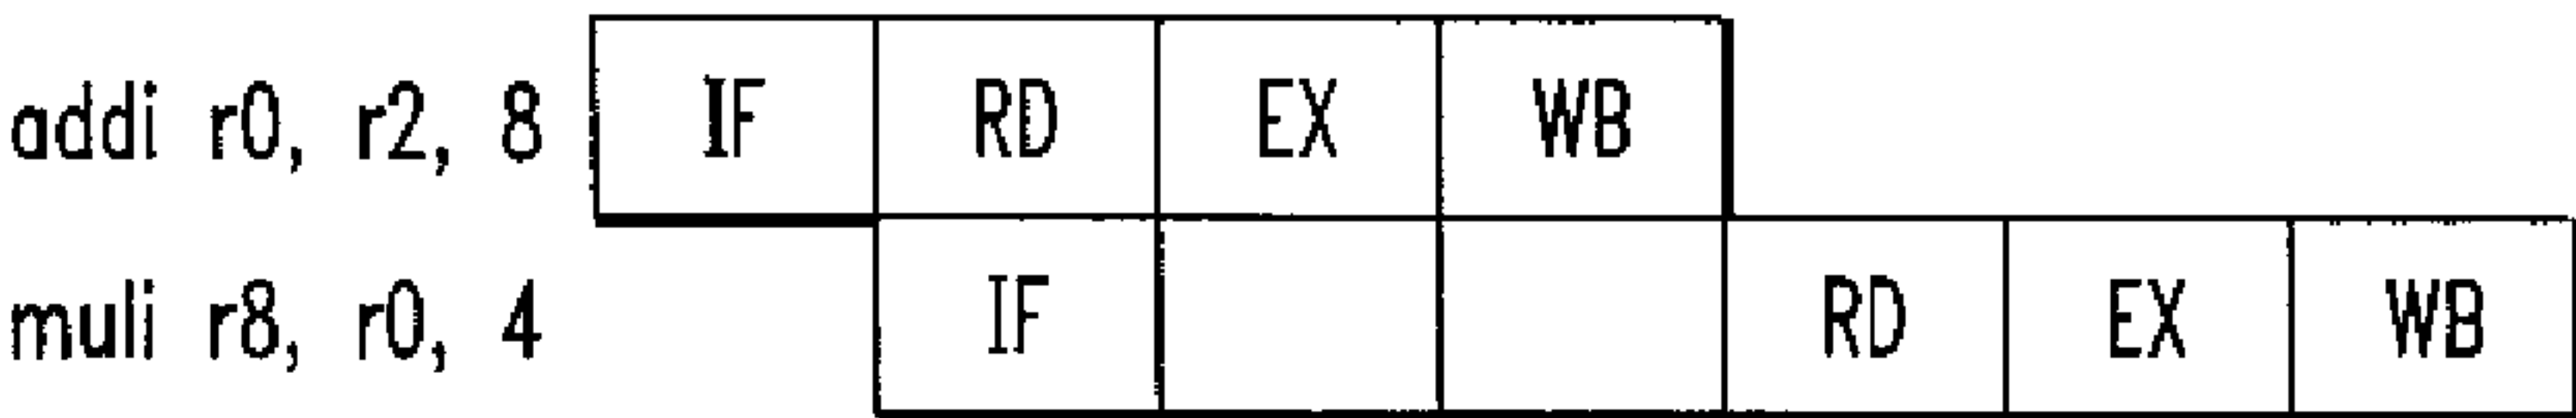 addi r0, r2, 8 IF RD EX WB
muli r8, r0, 4 IF RD EX WB